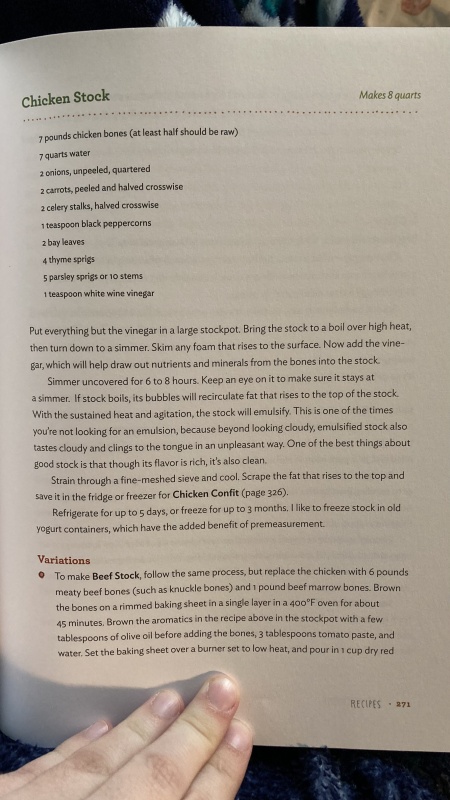 Chicken Stock
Makes 8 quarts
7 pounds chicken bones (at least half should be raw)
7 quarts water
2 onions, unpeeled, quartered
2 carrots, peeled and halved crosswise
2 celery stalks, halved crosswise
1 teaspoon black peppercorns
2 bay leaves
4 thyme sprigs
5 parsley sprigs or 10 stems
1 teaspoon white wine vinegar
Put everything but the vinegar in a large stockpot. Bring the stock to a boil over high heat,
then turn down to a simmer. Skim any foam that rises to the surface. Now add the vine-
gar, which will help draw out nutrients and minerals from the bones into the stock.
Simmer uncovered for 6 to 8 hours. Keep an eye on it to make sure it stays at
a simmer. If stock boils, its bubbles will recirculate fat that rises to the top of the stock.
With the sustained heat and agitation, the stock will emulsify. This is one of the times
you're not looking for an emulsion, because beyond looking cloudy, emulsified stock also
tastes cloudy and clings to the tongue in an unpleasant way. One of the best things about
good stock is that though its flavor is rich, it's also clean.
Strain through a fine-meshed sieve and cool. Scrape the fat that rises to the top and
save it in the fridge or freezer for Chicken Confit (page 326).
Refrigerate for up to 5 days, or freeze for up to 3 months. I like to freeze stock in old
yogurt containers, which have the added benefit of premeasurement.
Variations
To make Beef Stock, follow the same process, but replace the chicken with 6 pounds
meaty beef bones (such as knuckle bones) and 1 pound beef marrow bones. Brown
the bones on a rimmed baking sheet in a single layer in a 400°F oven for about
45 minutes. Brown the aromatics in the recipe above in the stockpot with a few
tablespoons of olive oil before adding the bones, 3 tablespoons tomato paste, and
water. Set the baking sheet over a burner set to low heat, and pour in 1 cup dry red
RECIPES • 271